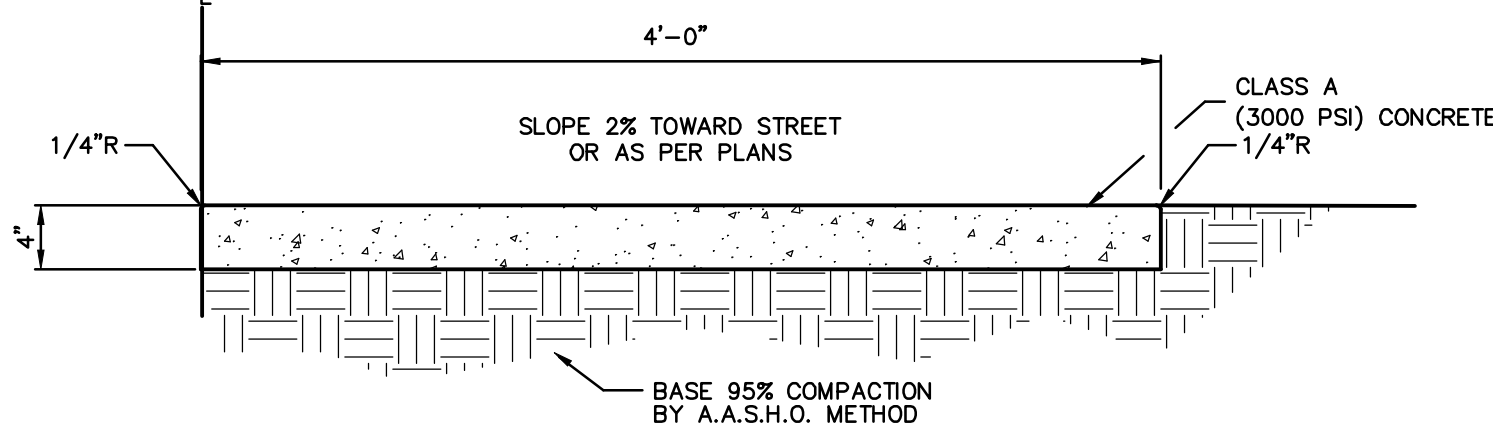 4'-0"
CLASS A
(3000 PSI) CONCRETE
SLOPE 2% TOWARD STREET
OR AS PER PLANS
1/4"R
1/4"R
4"
BASE 95% COMPACTION
BY A.A.S.H.O. METHOD